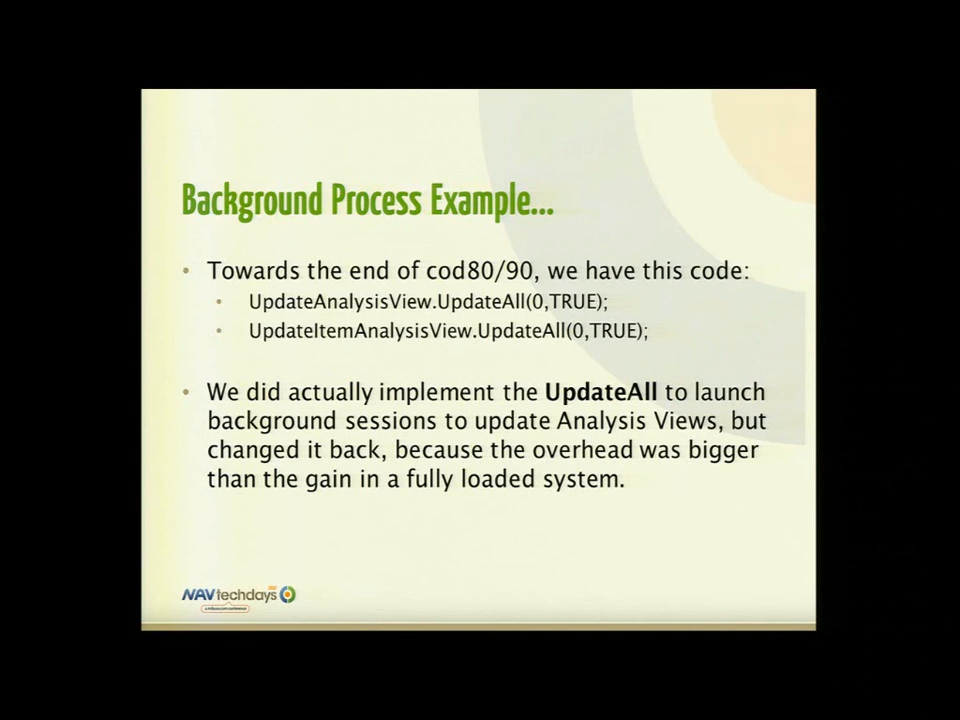 Background Process Example...
• Towards the end of cod80/90, we have this code:
• UpdateAnalysisView.UpdateAll(0,TRUE);
• UpdateItemAnalysisView.UpdateAll(0,TRUE);
• We did actually implement the UpdateAll to launch
background sessions to update Analysis Views, but
changed it back, because the overhead was bigger
than the gain in a fully loaded system.
NAVtechdays